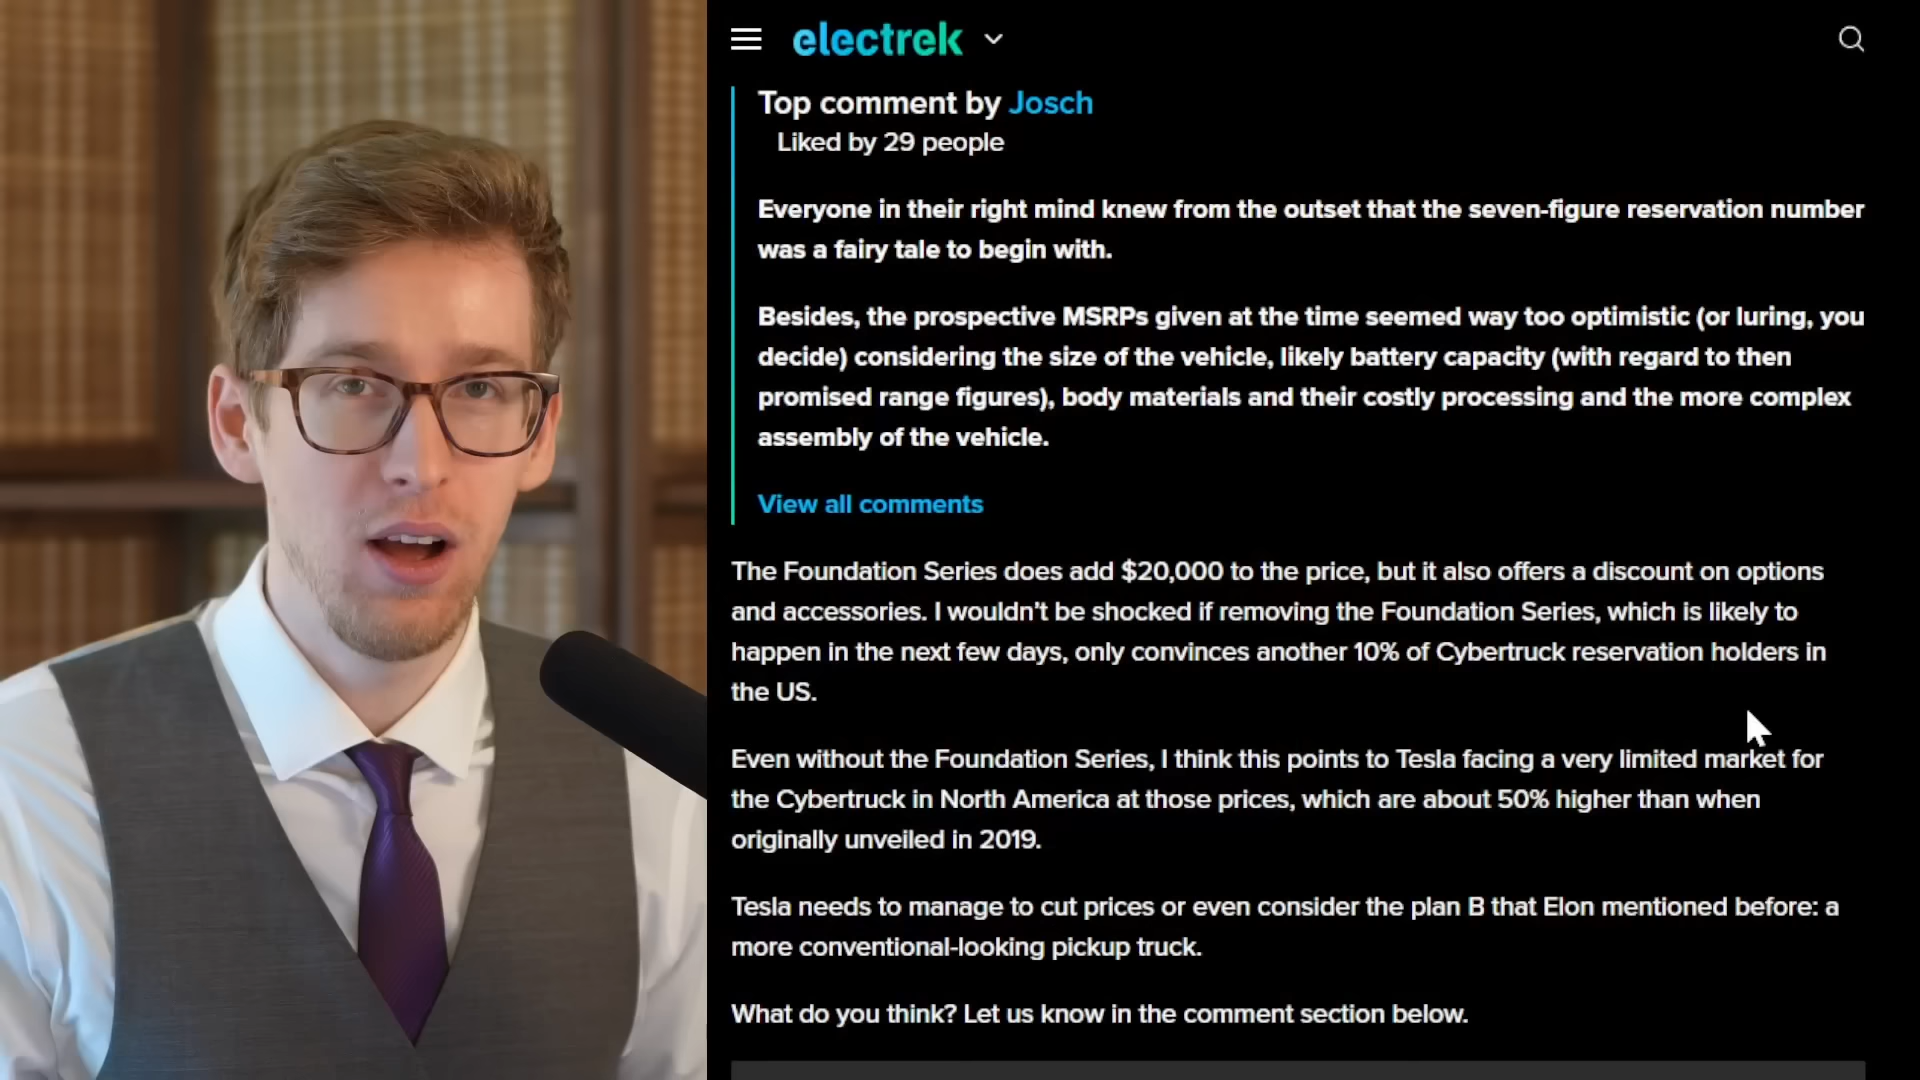 electrek
Top comment by Josch
Liked by 29 people
Everyone in their right mind knew from the outset that the seven-figure reservation number
was a fairy tale to begin with.
Besides, the prospective MSRPs given at the time seemed way too optimistic (or luring, you
decide) considering the size of the vehicle, likely battery capacity (with regard to then
promised range figures), body materials and their costly processing and the more complex
assembly of the vehicle.
View all comments
The Foundation Series does add $20,000 to the price, but it also offers a discount on options
and accessories. I wouldn't be shocked if removing the Foundation Series, which is likely to
happen in the next few days, only convinces another 10% of Cybertruck reservation holders in
the US.
Even without the Foundation Series, I think this points to Tesla facing a very limited market for
the Cybertruck in North America at those prices, which are about 50% higher than when
originally unveiled in 2019.
Tesla needs to manage to cut prices or even consider the plan B that Elon mentioned before: a
more conventional-looking pickup truck.
What do you think? Let us know in the comment section below.